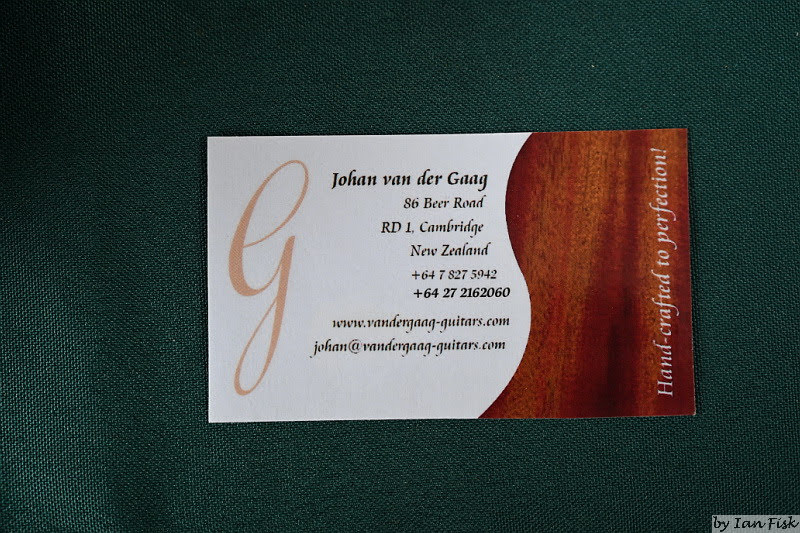 G
Johan van der Gaag
86 Beer Road
RD 1, Cambridge
New Zealand
+64 7 827 5942
+64 27 2162060
www.vandergaag-guitars.com
johan@vandergaag-guitars.com
Hand-crafted to perfection!
by Ian Fisk